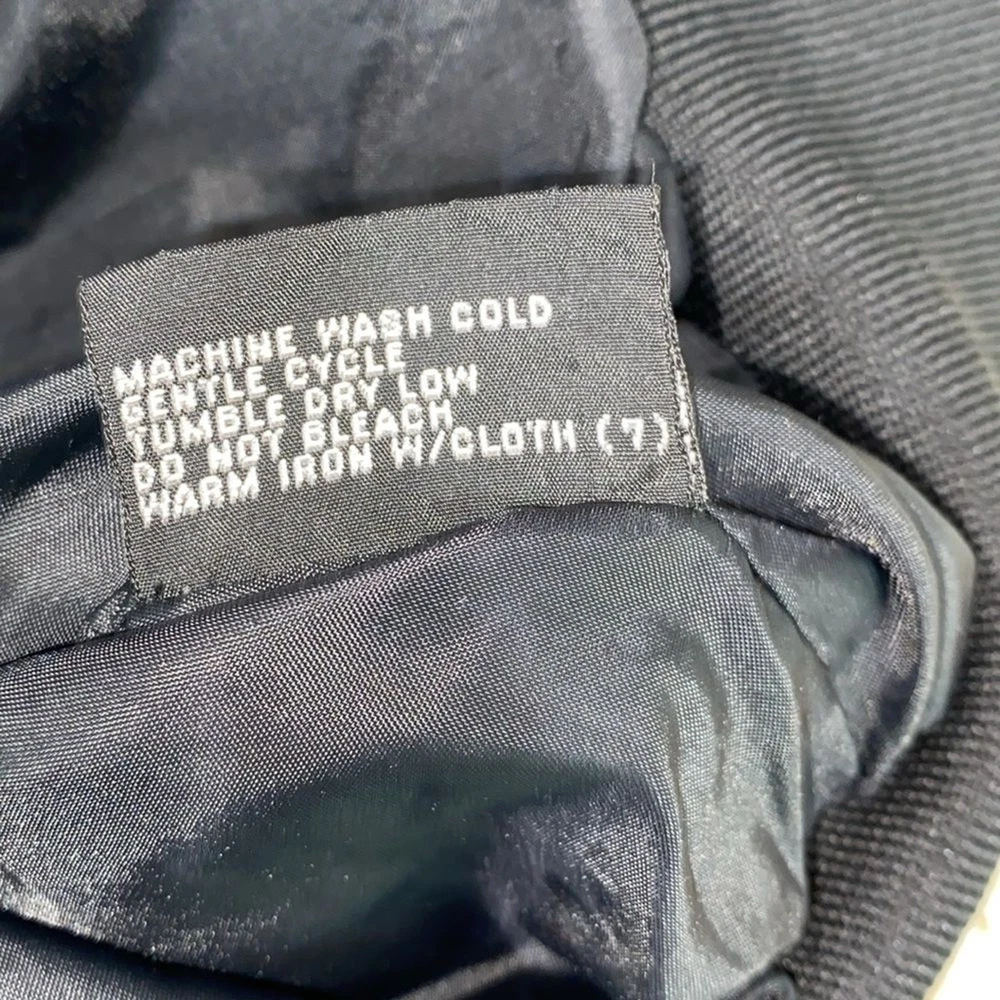 MACHINE WASH COLD
GENTLE CYCLE
TUMBLE DRY LOW
DO NOT BLEACH
WARM IRON W/CLOTH (7)